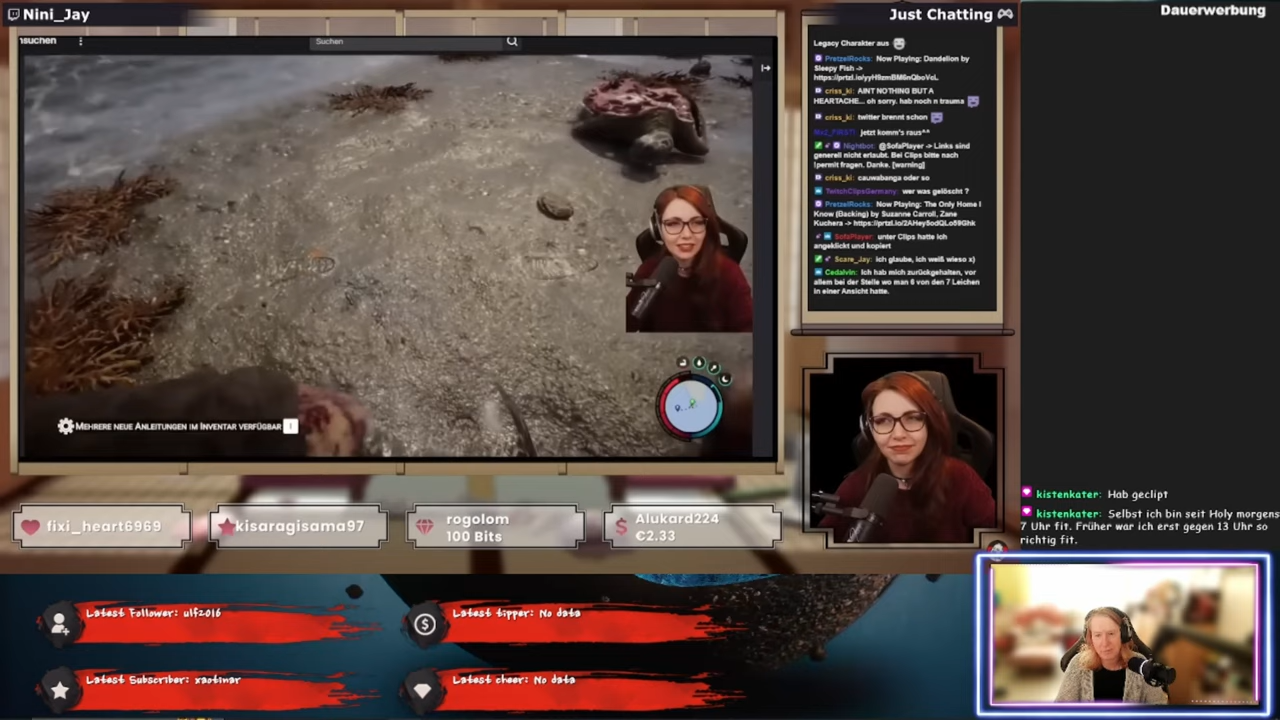 Nini_Jay
Just Chatting
Dauerwerbung
nsuchen
Suchen
Legacy Charakter aus
PretzelRocks: Now Playing: Dandelion by
Sleepy Fish ->
criss_ki: AINT NOTHING BUT A
HEARTACHE... oh sorry. hab noch n trauma
criss_ki: twitter brennt schon
jetzt komm's raus^^
Nightbot: @SofaPlayer -> Links sind
generell nicht erlaubt. Bei Clips bitte nach
!permit fragen. Danke. [warning]
criss_ki: cauwabanga oder so
TwitchClipsGermany: wer was gelöscht ?
PretzelRocks: Now Playing: The Only Home I
Know (Backing) by Suzanne Carroll, Zane
Kuchera -> https://prtzl.io/2AHey5odQLo59Ghk
SofaPlayer: unter Clips hatte ich
angeklickt und kopiert
Scare_Jay: ich glaube, ich weiß wieso x)
Cedalvin: Ich hab mich zurückgehalten, vor
allem bei der Stelle wo man 6 von den 7 Leichen
in einer Ansicht hatte.
MEHRERE NEUE ANLEITUNGEN IM INVENTAR VERFÜGBAR I
kistenkater: Hab geclipt
kistenkater: Selbst ich bin seit Holy morgens
7 Uhr fit. Früher war ich erst gegen 13 Uhr so
richtig fit.
fixi_heart6969
kisaragisama97
rogolom
100 Bits
Alukard224
€2.33
Latest Follower: ulf2016
Latest tipper: No data
Latest Subscriber: xaotinar
Latest cheer: No data